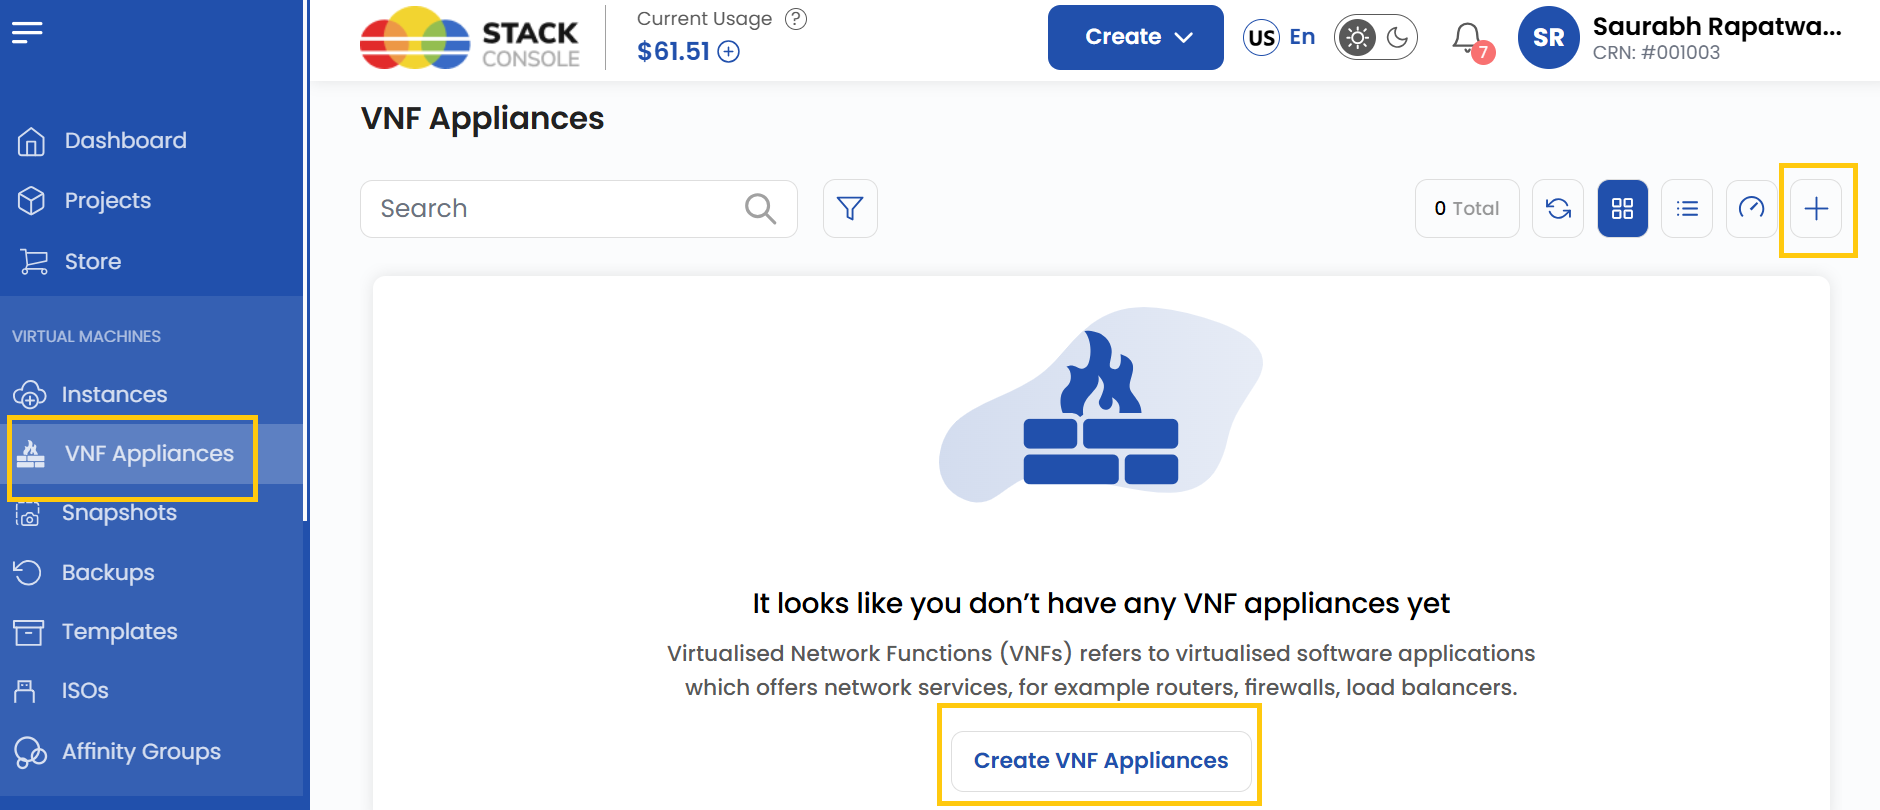 STACK
CONSOLE
Current Usage ?
$61.51
Create
US En
7
SR
Saurabh Rapatwa...
CRN: #001003
Dashboard
Projects
Store
VIRTUAL MACHINES
Instances
VNF Appliances
Snapshots
Backups
Templates
ISOs
Affinity Groups
VNF Appliances
Search
0 Total
It looks like you don’t have any VNF appliances yet
Virtualised Network Functions (VNFs) refers to virtualised software applications
which offers network services, for example routers, firewalls, load balancers.
Create VNF Appliances